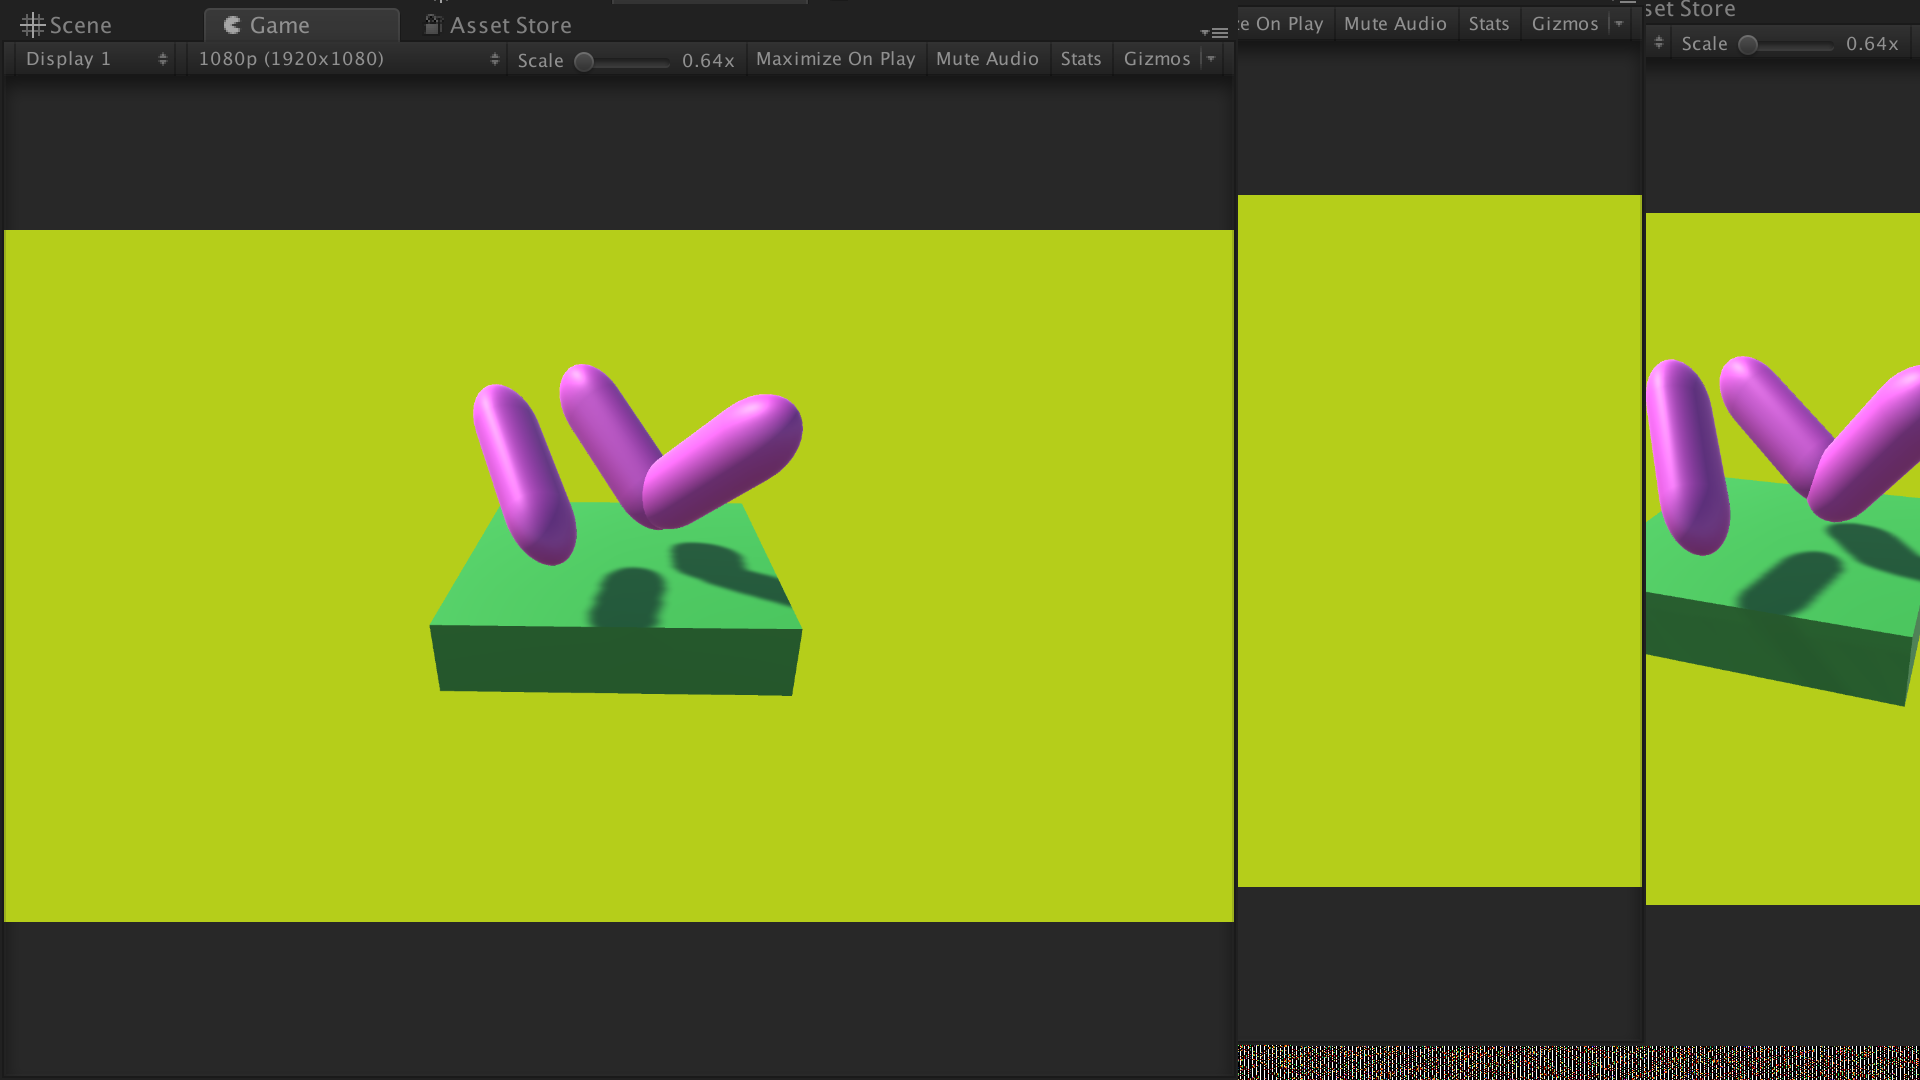 Scene Game Asset Store
Display 1 1080p (1920x1080) Scale 0.64x Maximize On Play Mute Audio Stats Gizmos
On Play Mute Audio Stats Gizmos
Store
Scale 0.64x